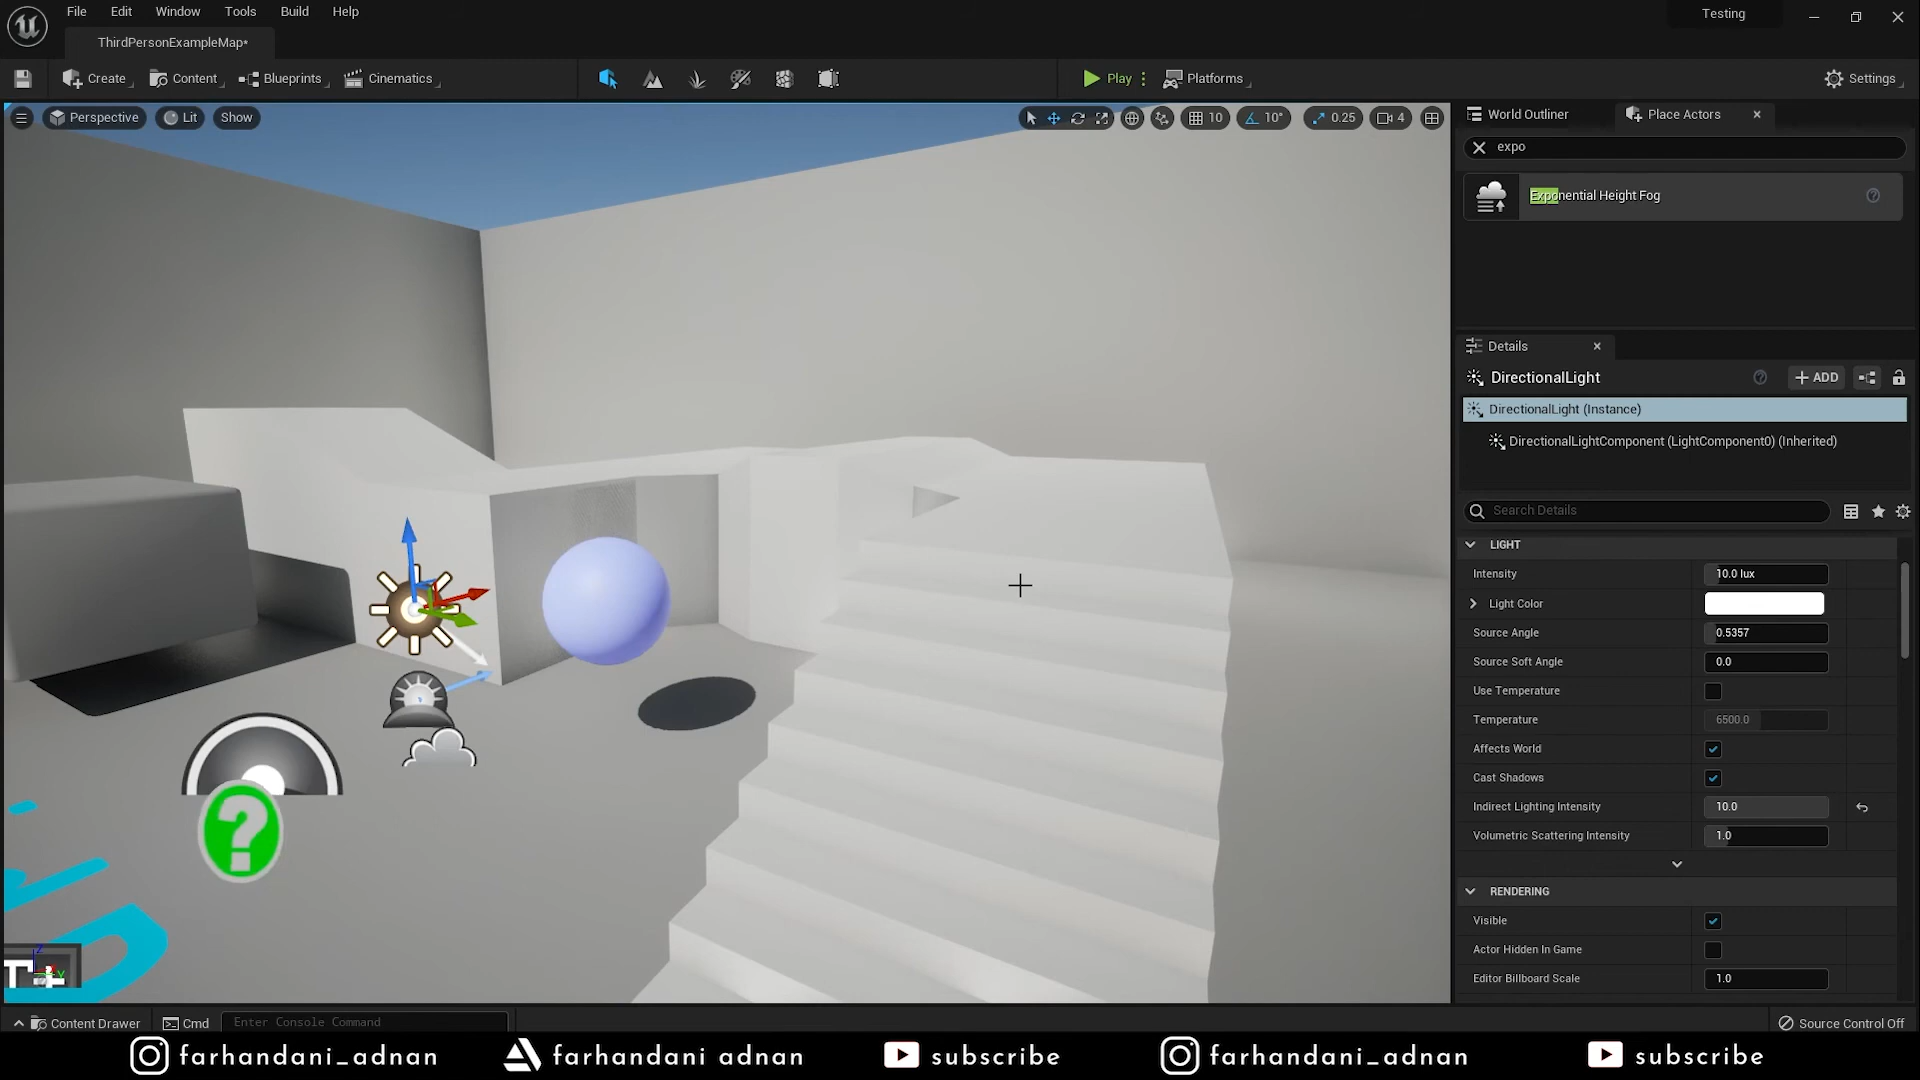 File Edit Window Tools Build Help
Testing
ThirdPersonExampleMap*
Create Content Blueprints Cinematics Play Platforms Settings
Perspective Lit Show 10 10° 0.25 4
World Outliner Place Actors
expo
Exponential Height Fog
Details
DirectionalLight
+ ADD
DirectionalLight (Instance)
DirectionalLightComponent (LightComponent0) (Inherited)
Search Details
LIGHT
Intensity 10.0 lux
Light Color
Source Angle 0.5357
Source Soft Angle 0.0
Use Temperature
Temperature 6500.0
Affects World
Cast Shadows
Indirect Lighting Intensity 10.0
Volumetric Scattering Intensity 1.0
RENDERING
Visible
Actor Hidden In Game
Editor Billboard Scale 1.0
?
Content Drawer Cmd Enter Console Command Source Control Off
farhandani_adnan farhandani adnan subscribe farhandani_adnan subscribe